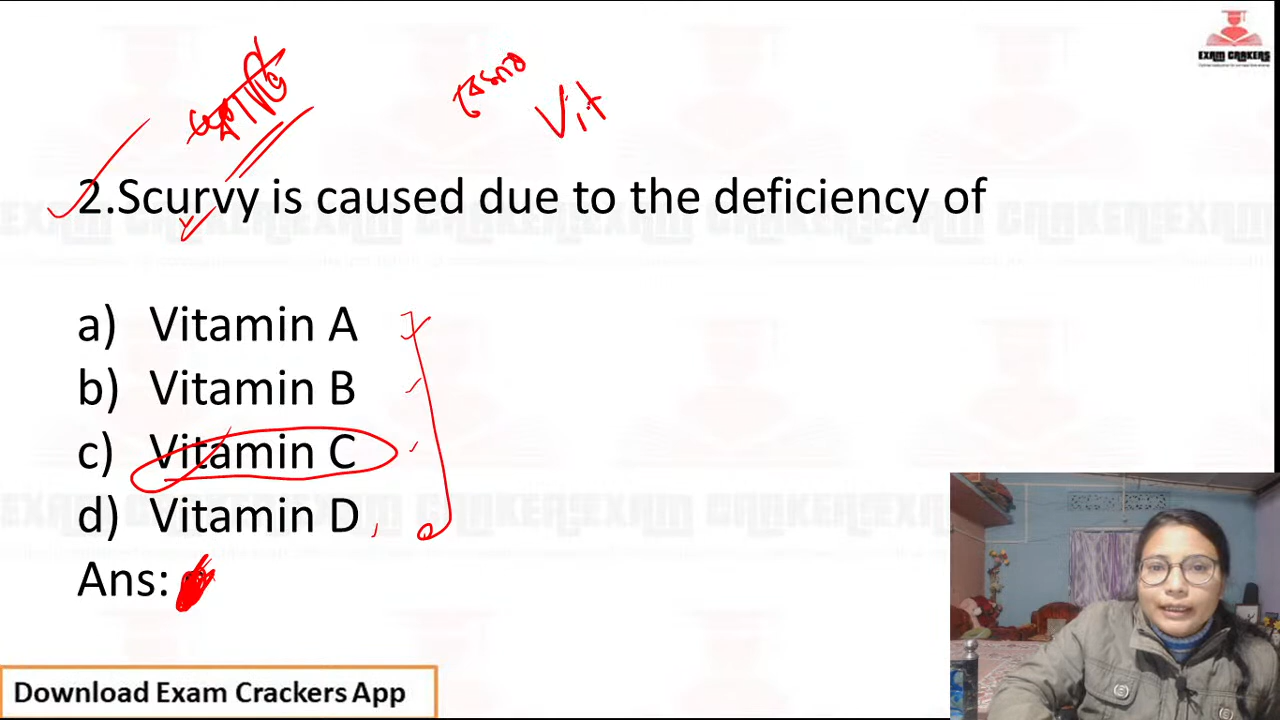 EXAM CRAKERS
Vit
2.Scurvy is caused due to the deficiency of
a) Vitamin A
b) Vitamin B
c) Vitamin C
d) Vitamin D
Ans:
Download Exam Crackers App